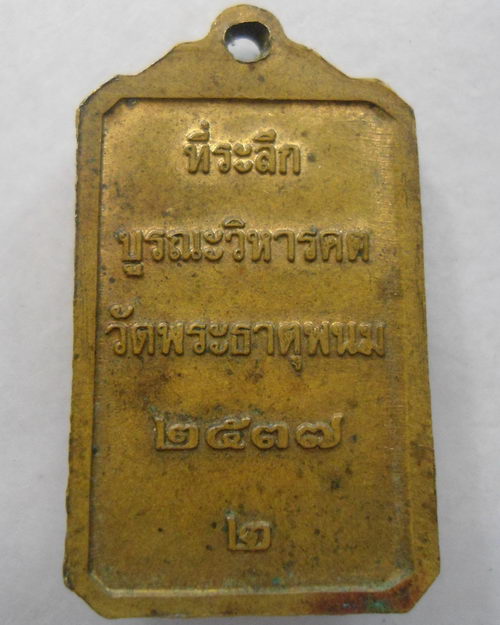 ที่ระลึก
บูรณะวิหารคต
วัดพระธาตุพนม
๒๕๓๗
๒